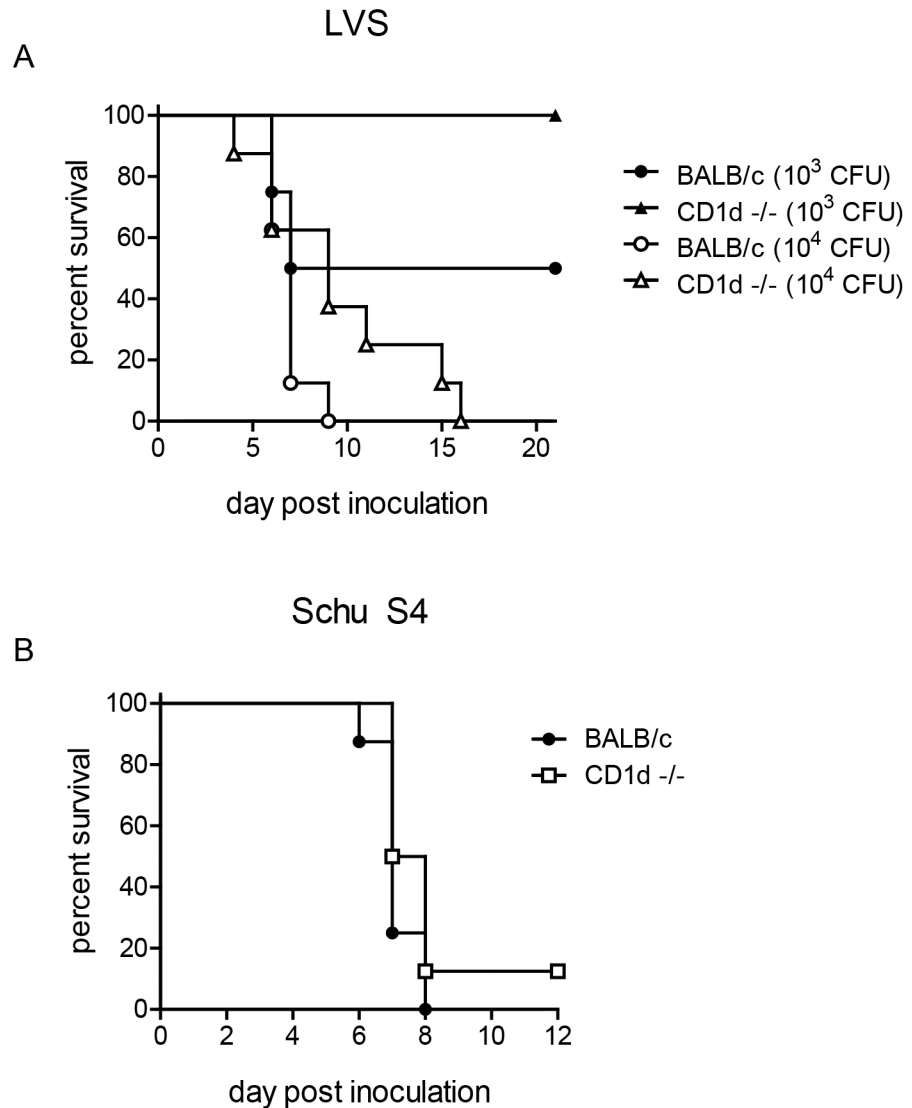 LVS
A
percent survival
100
80
60
40
20
0
0 5 10 15 20
day post inoculation
BALB/c (10³ CFU)
CD1d -/- (10³ CFU)
BALB/c (10⁴ CFU)
CD1d -/- (10⁴ CFU)
Schu S4
B
percent survival
100
80
60
40
20
0
0 2 4 6 8 10 12
day post inoculation
BALB/c
CD1d -/-